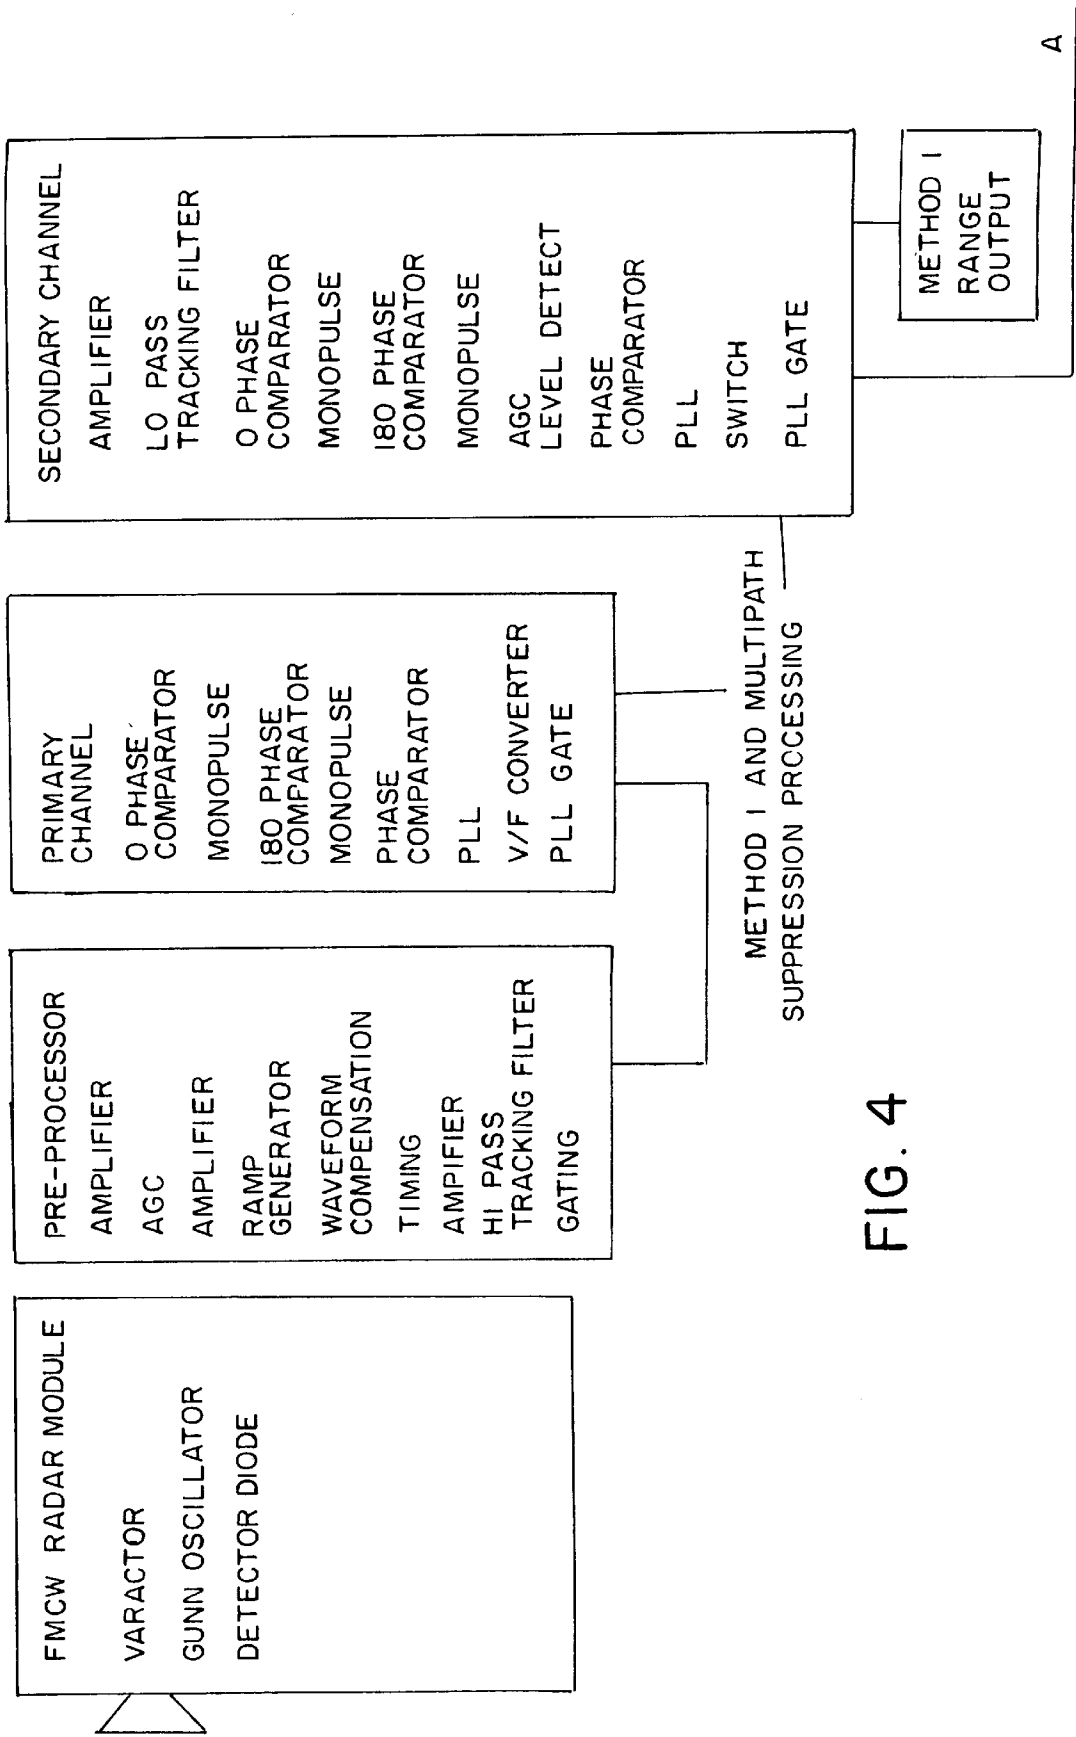 FMCW RADAR MODULE
VARACTOR
GUNN OSCILLATOR
DETECTOR DIODE
PRE-PROCESSOR
AMPLIFIER
AGC
AMPLIFIER
RAMP
GENERATOR
WAVEFORM
COMPENSATION
TIMING
AMPIFIER
HI PASS
TRACKING FILTER
GATING
PRIMARY
CHANNEL
0 PHASE
COMPARATOR
MONOPULSE
180 PHASE
COMPARATOR
MONOPULSE
PHASE
COMPARATOR
PLL
V/F CONVERTER
PLL GATE
SECONDARY CHANNEL
AMPLIFIER
LO PASS
TRACKING FILTER
0 PHASE
COMPARATOR
MONOPULSE
180 PHASE
COMPARATOR
MONOPULSE
AGC
LEVEL DETECT
PHASE
COMPARATOR
PLL
SWITCH
PLL GATE
METHOD 1 AND MULTIPATH
SUPPRESSION PROCESSING
METHOD 1
RANGE
OUTPUT
A
FIG. 4